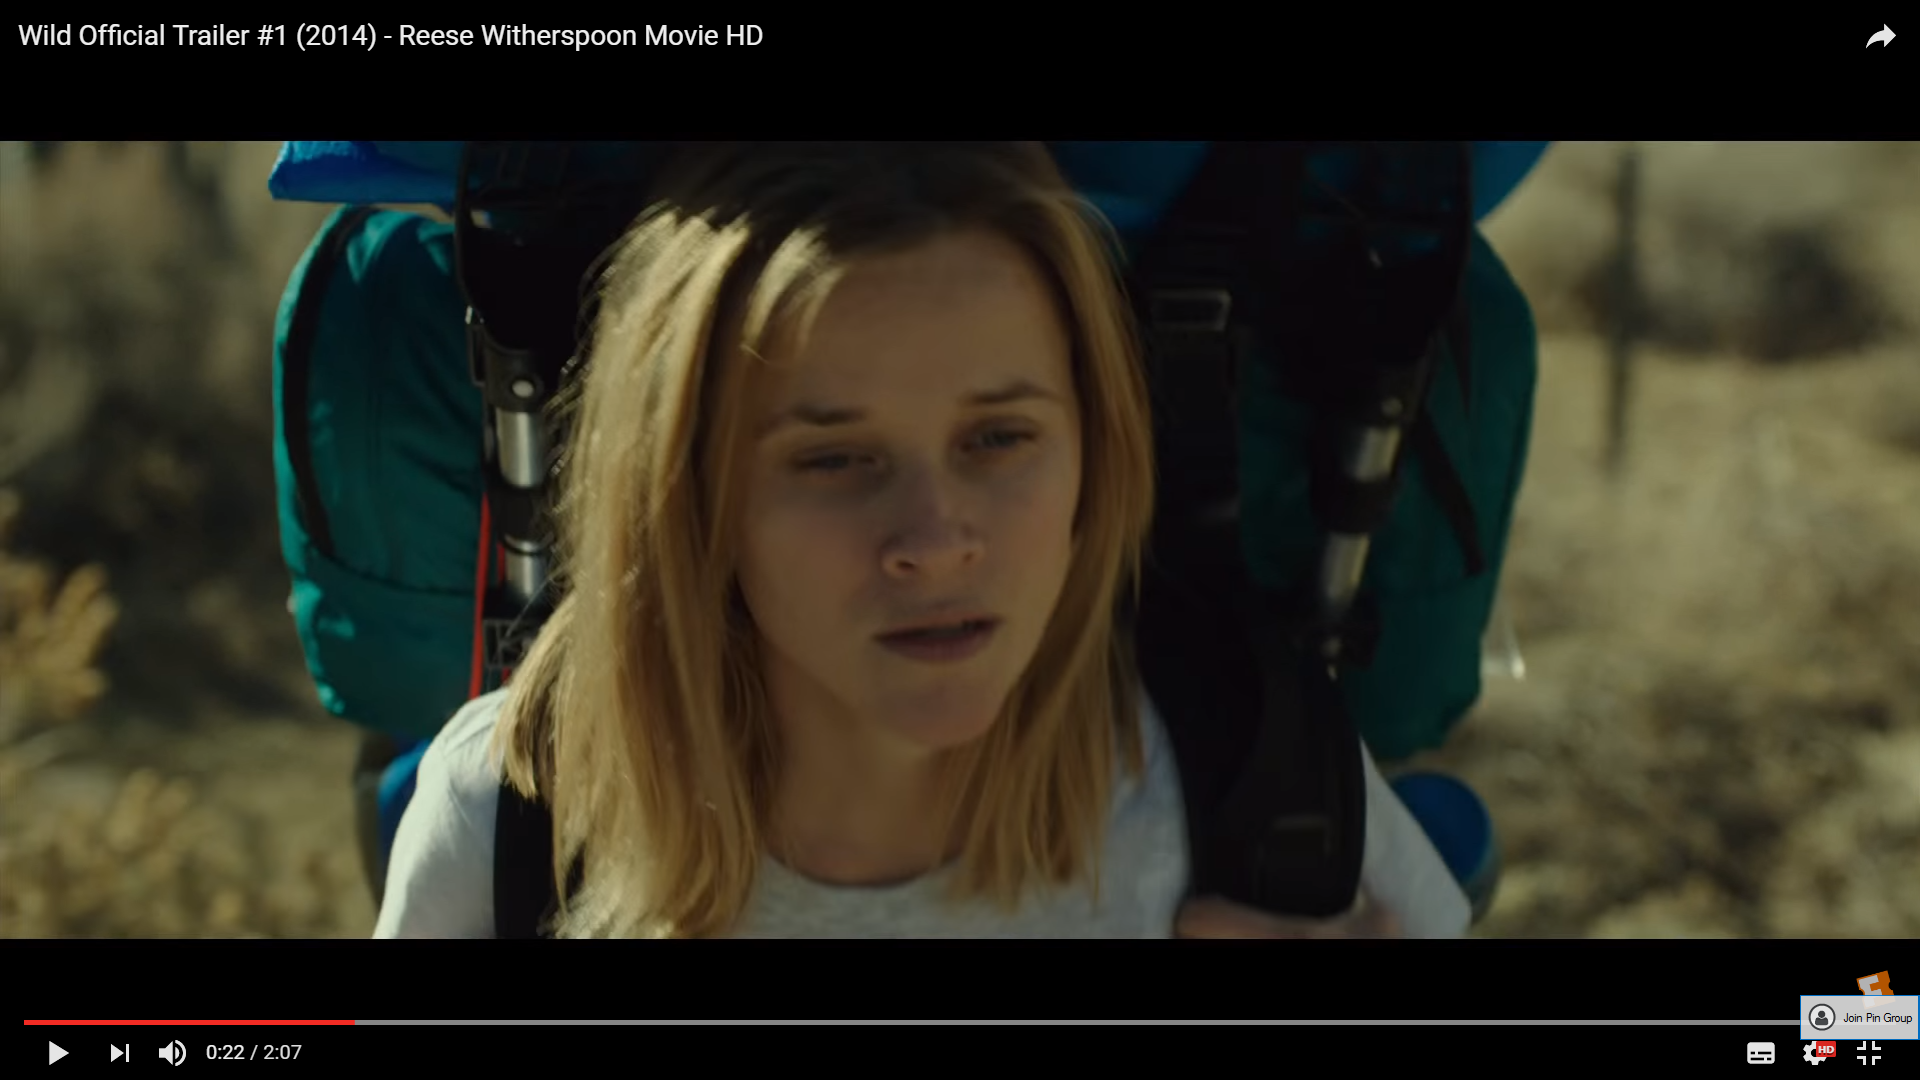 Wild Official Trailer #1 (2014) - Reese Witherspoon Movie HD
Join Pin Group
0:22 / 2:07
HD